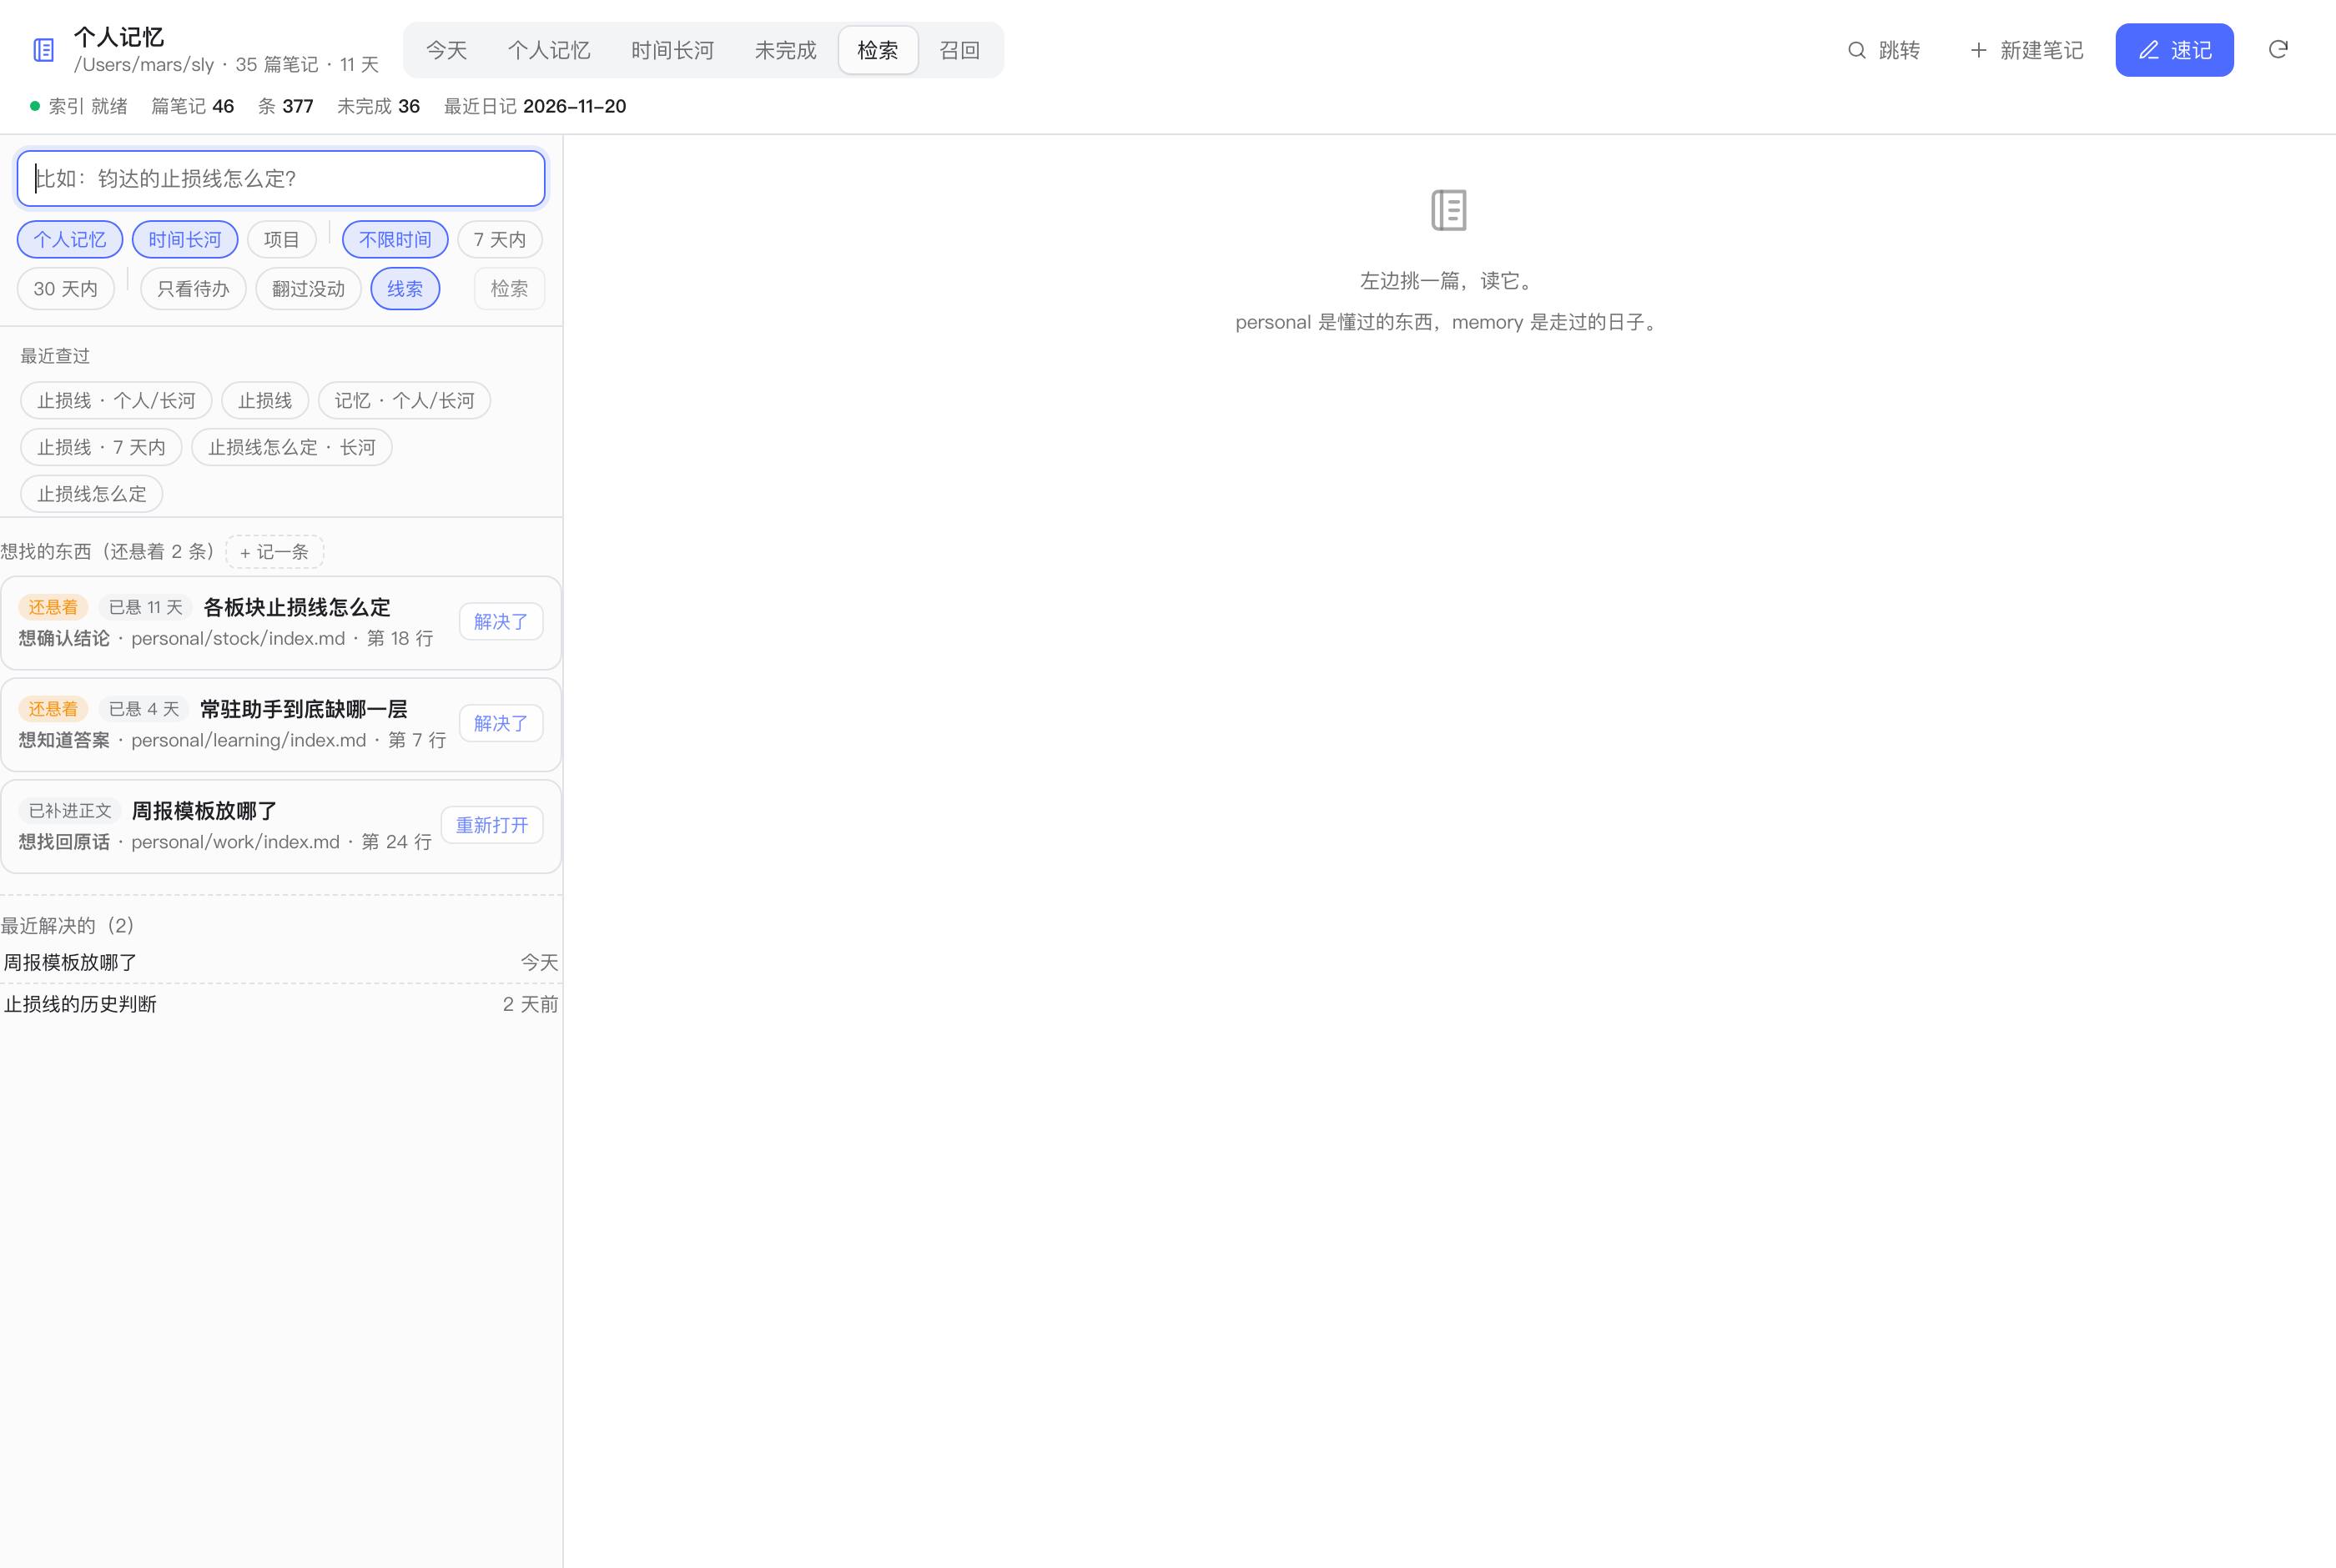 个人记忆
/Users/mars/sly · 35 篇笔记 · 11 天
今天 个人记忆 时间长河 未完成 检索 召回
跳转 + 新建笔记 速记
索引 就绪 篇笔记 46 条 377 未完成 36 最近日记 2026-11-20
比如：钧达的止损线怎么定?
个人记忆 时间长河 项目 不限时间 7 天内
30 天内 只看待办 翻过没动 线索 检索
最近查过
止损线 · 个人/长河 止损线 记忆 · 个人/长河
止损线 · 7 天内 止损线怎么定 · 长河
止损线怎么定
想找的东西（还悬着 2 条） + 记一条
还悬着 已悬 11 天 各板块止损线怎么定
想确认结论 · personal/stock/index.md · 第 18 行
解决了
还悬着 已悬 4 天 常驻助手到底缺哪一层
想知道答案 · personal/learning/index.md · 第 7 行
解决了
已补进正文 周报模板放哪了
想找回原话 · personal/work/index.md · 第 24 行
重新打开
最近解决的（2）
周报模板放哪了 今天
止损线的历史判断 2 天前
左边挑一篇，读它。
personal 是懂过的东西，memory 是走过的日子。